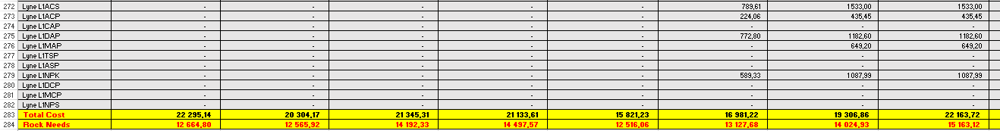 272 Lyne L1ACS - - - - - 789,61 1533,00 1533,00
273 Lyne L1ACP - - - - - 224,06 435,45 435,45
274 Lyne L1CAP - - - - - - - -
275 Lyne L1DAP - - - - - 772,80 1182,60 1182,60
276 Lyne L1MAP - - - - - - 649,20 649,20
277 Lyne L1TSP - - - - - - - -
278 Lyne L1ASP - - - - - - - -
279 Lyne L1NPK - - - - - 589,33 1087,99 1087,99
280 Lyne L1DCP - - - - - - - -
281 Lyne L1MCP - - - - - - - -
282 Lyne L1NPS - - - - - - - -
283 Total Cost 22 295,14 20 304,17 21 345,31 21 133,61 15 821,23 16 981,22 19 306,86 22 163,72
284 Rock Needs 12 664,80 12 565,92 14 192,33 14 497,57 12 516,06 13 127,68 14 024,93 15 163,12